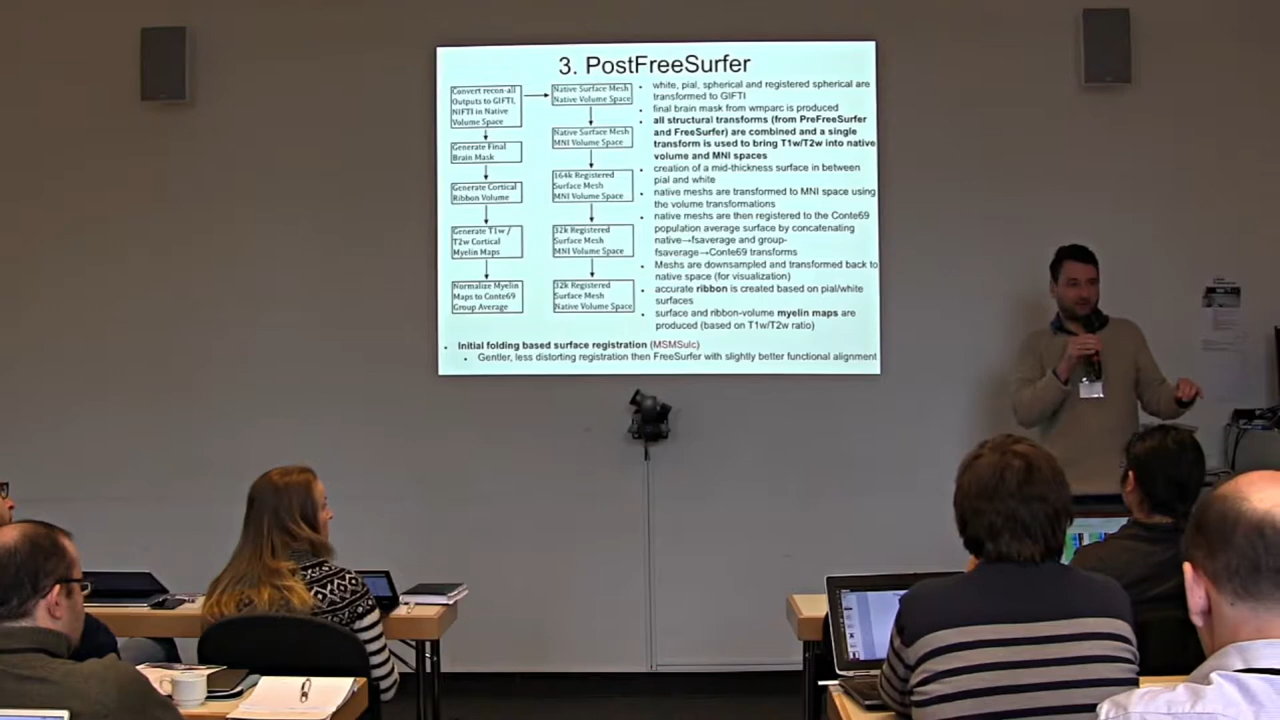 3. PostFreeSurfer
Convert recon-all
Outputs to GIFTI,
NIFTI in Native
Volume Space
Generate Final
Brain Mask
Generate Cortical
Ribbon Volume
Generate T1w /
T2w Cortical
Myelin Maps
Normalize Myelin
Maps to Conte69
Group Average
Native Surface Mesh
Native Volume Space
Native Surface Mesh
MNI Volume Space
164k Registered
Surface Mesh
MNI Volume Space
32k Registered
Surface Mesh
MNI Volume Space
32k Registered
Surface Mesh
Native Volume Space
• white, pial, spherical and registered spherical are
transformed to GIFTI
• final brain mask from wmparc is produced
• all structural transforms (from PreFreeSurfer
and FreeSurfer) are combined and a single
transform is used to bring T1w/T2w into native
volume and MNI spaces
• creation of a mid-thickness surface in between
pial and white
• native meshs are transformed to MNI space using
the volume transformations
• native meshs are then registered to the Conte69
population average surface by concatenating
native→fsaverage and group-
fsaverage→Conte69 transforms
• Meshs are downsampled and transformed back to
native space (for visualization)
• accurate ribbon is created based on pial/white
surfaces
• surface and ribbon-volume myelin maps are
produced (based on T1w/T2w ratio)
• Initial folding based surface registration (MSMSulc)
• Gentler, less distorting registration then FreeSurfer with slightly better functional alignment